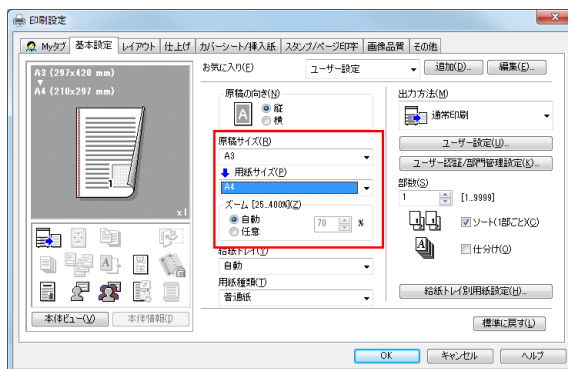 印刷設定
Myタブ 基本設定 レイアウト 仕上げ カバーシート/挿入紙 スタンプ/ページ印字 画像品質 その他
A3 (297x420 mm)
A4 (210x297 mm)
1
x1
本体ビュー(V) 本体情報(I)
お気に入り(F) ユーザー設定 追加(D)... 編集(E)...
原稿の向き(N)
A
縦
横
原稿サイズ(R)
A3
用紙サイズ(P)
A4
ズーム [25..400%](Z)
自動
任意
70 %
給紙トレイ(Y)
自動
用紙種類(T)
普通紙
出力方法(M)
通常印刷
ユーザー設定(U)...
ユーザー認証/部門管理設定(K)...
部数(S)
1 [1..9999]
ソート(1部ごと)(C)
仕分け(O)
給紙トレイ別用紙設定(H)...
標準に戻す(L)
OK キャンセル ヘルプ